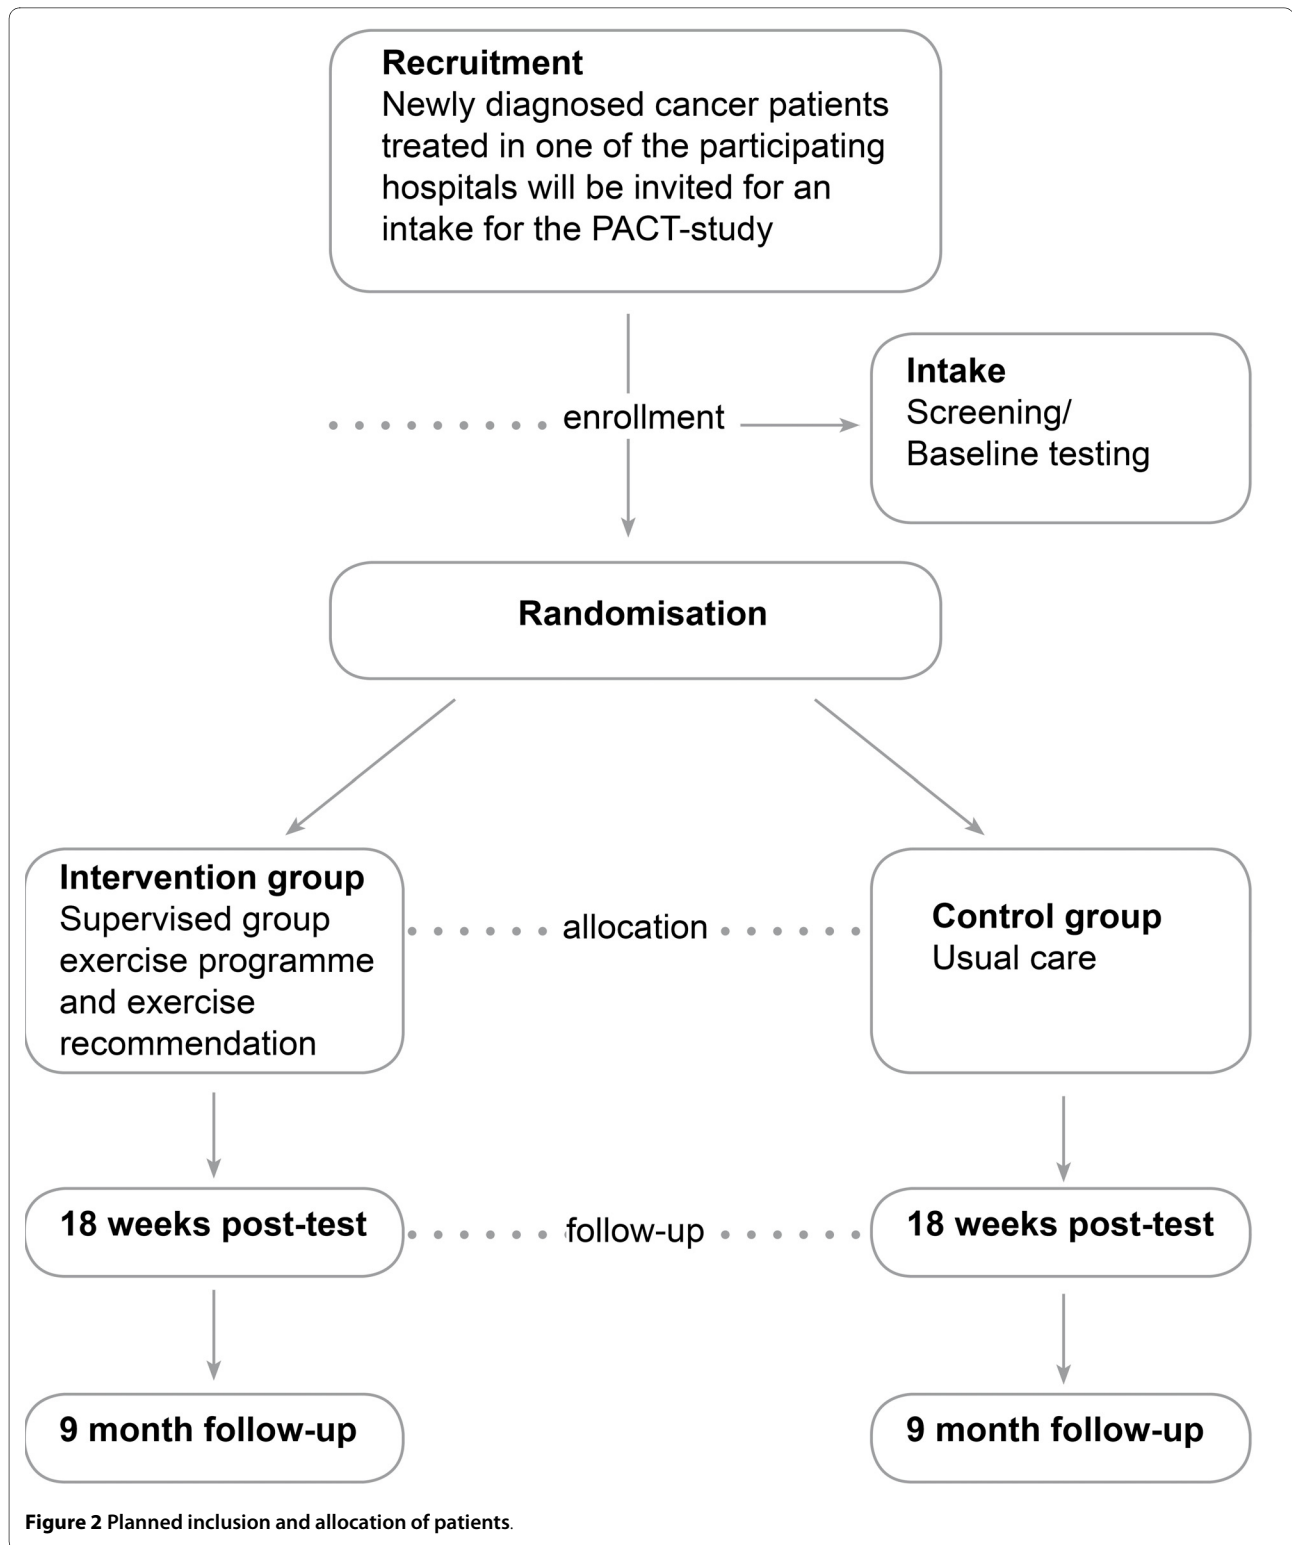 Recruitment
Newly diagnosed cancer patients
treated in one of the participating
hospitals will be invited for an
intake for the PACT-study
enrollment
Intake
Screening/
Baseline testing
Randomisation
Intervention group
Supervised group
exercise programme
and exercise
recommendation
allocation
Control group
Usual care
18 weeks post-test
follow-up
18 weeks post-test
9 month follow-up
9 month follow-up
Figure 2 Planned inclusion and allocation of patients.